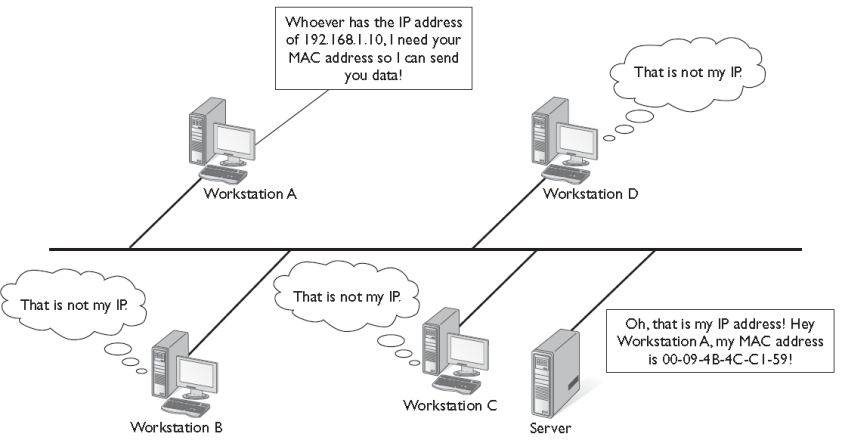 Whoever has the IP address
of 192.168.1.10, I need your
MAC address so I can send
you data!
That is not my IP.
Workstation A
Workstation D
That is not my IP.
That is not my IP.
Oh, that is my IP address! Hey
Workstation A, my MAC address
is 00-09-4B-4C-C1-59!
Workstation B
Workstation C
Server